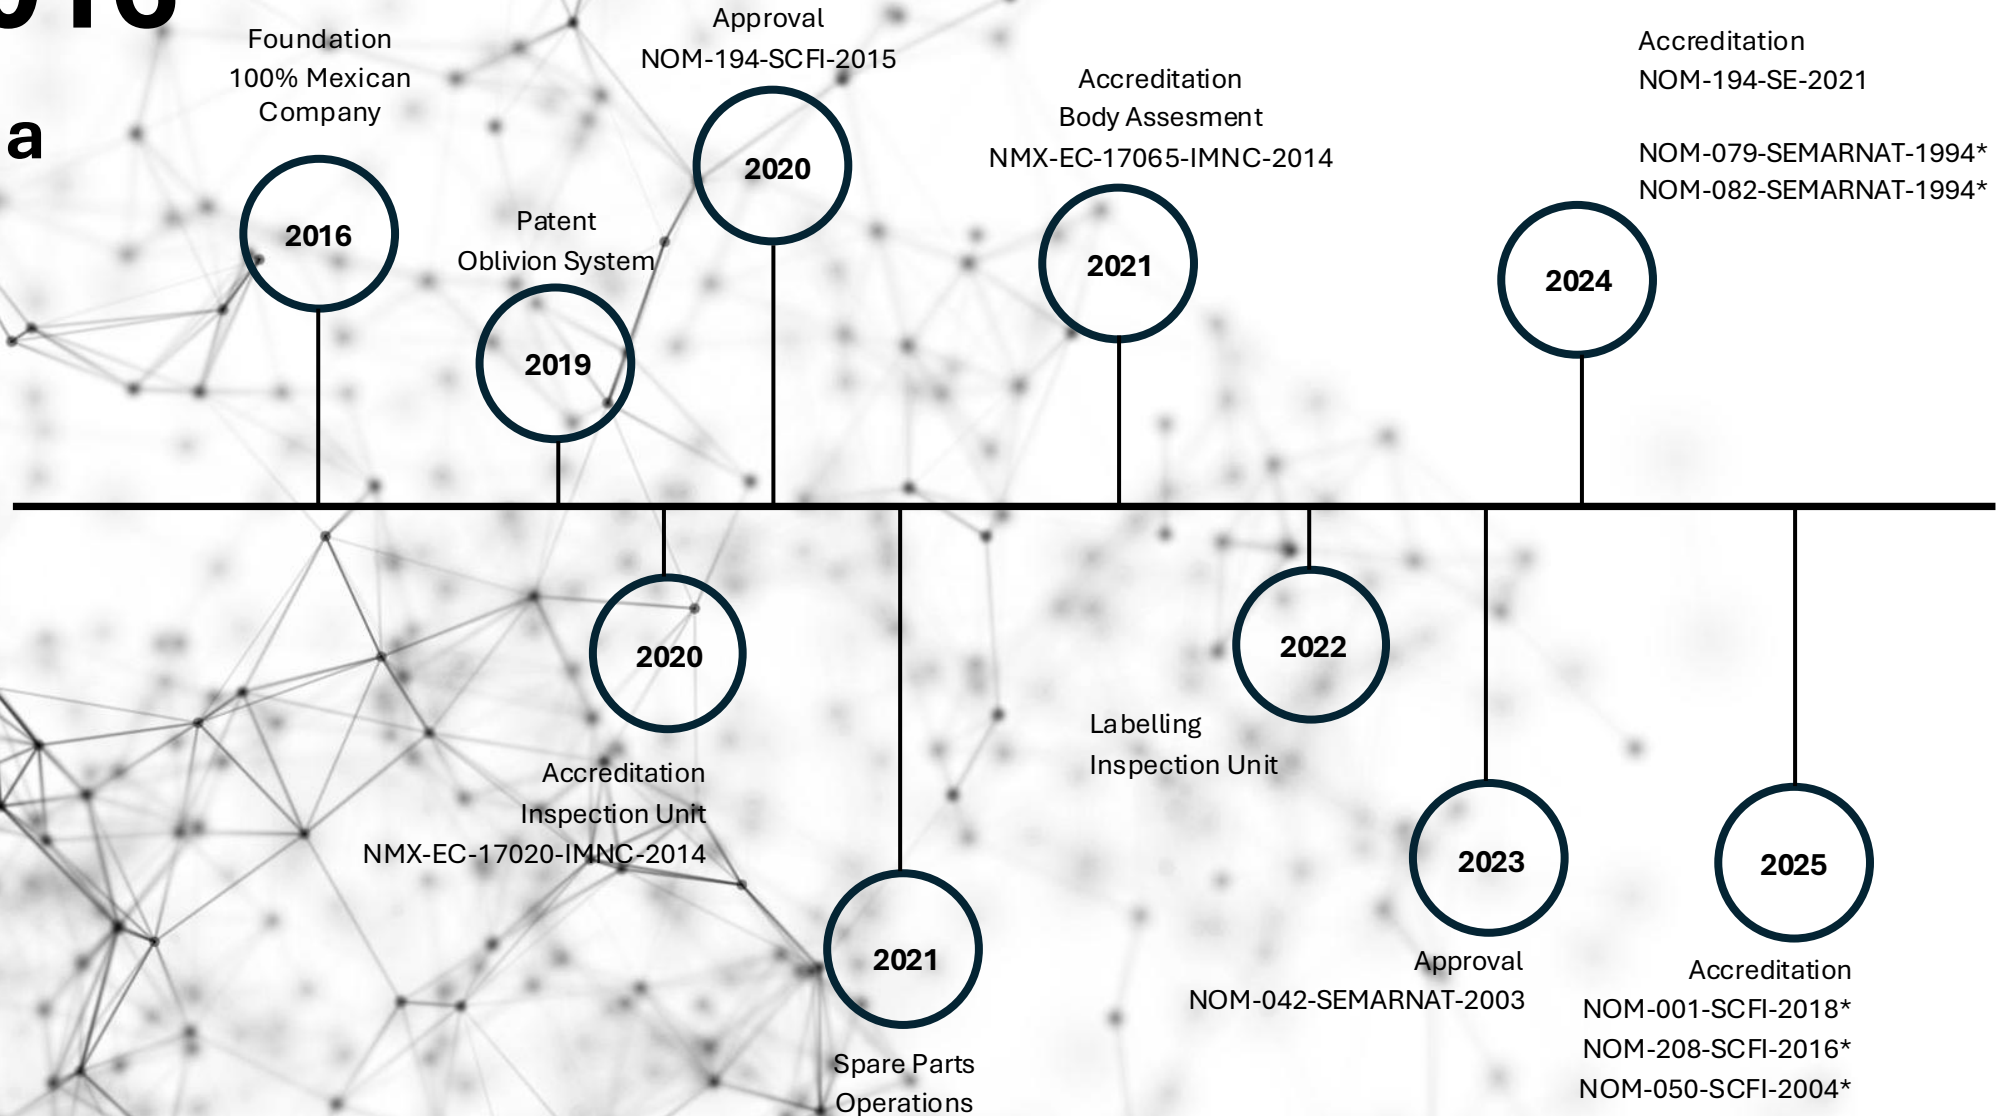 016
a
Foundation
100% Mexican
Company
2016
Patent
Oblivion System
2019
Approval
NOM-194-SCFI-2015
2020
Accreditation
Body Assesment
NMX-EC-17065-IMNC-2014
2021
Accreditation
NOM-194-SE-2021
NOM-079-SEMARNAT-1994*
NOM-082-SEMARNAT-1994*
2024
2020
Accreditation
Inspection Unit
NMX-EC-17020-IMNC-2014
2021
Spare Parts
Operations
2022
Labelling
Inspection Unit
2023
Approval
NOM-042-SEMARNAT-2003
2025
Accreditation
NOM-001-SCFI-2018*
NOM-208-SCFI-2016*
NOM-050-SCFI-2004*